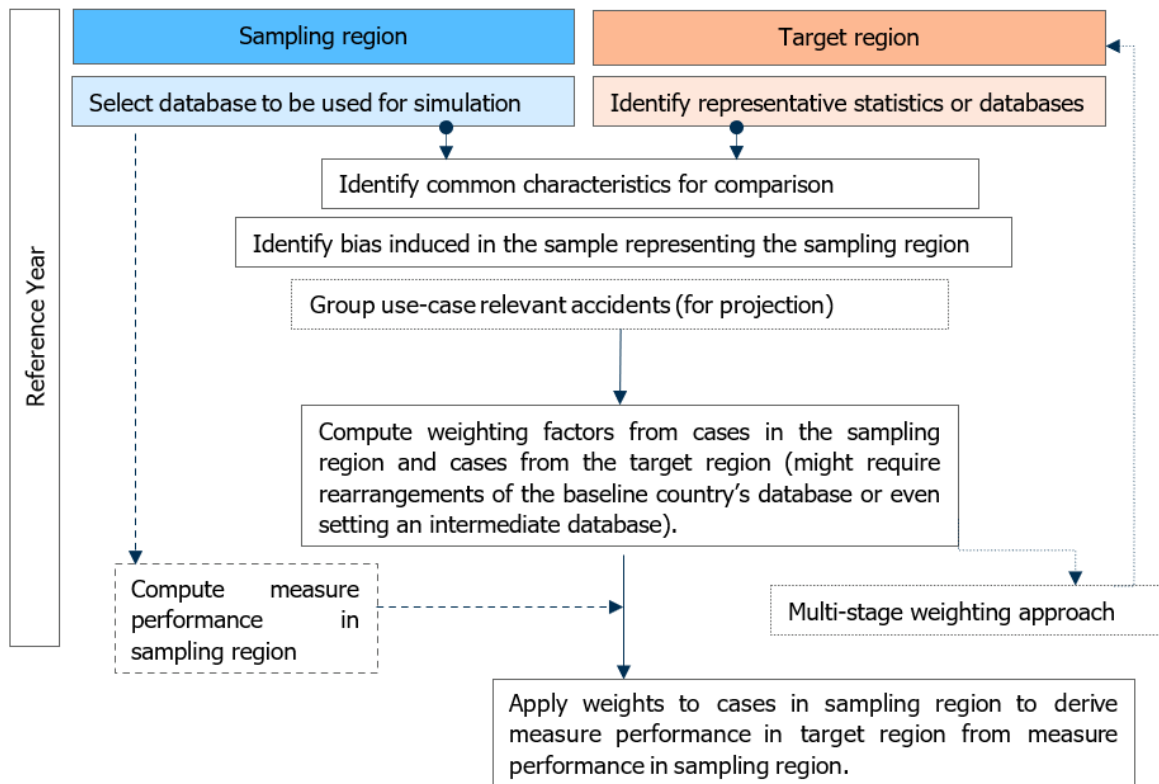 Sampling region
Target region
Select database to be used for simulation
Identify representative statistics or databases
Identify common characteristics for comparison
Identify bias induced in the sample representing the sampling region
Group use-case relevant accidents (for projection)
Reference Year
Compute weighting factors from cases in the sampling
region and cases from the target region (might require
rearrangements of the baseline country's database or even
setting an intermediate database).
Compute measure
performance in
sampling region
Multi-stage weighting approach
Apply weights to cases in sampling region to derive
measure performance in target region from measure
performance in sampling region.